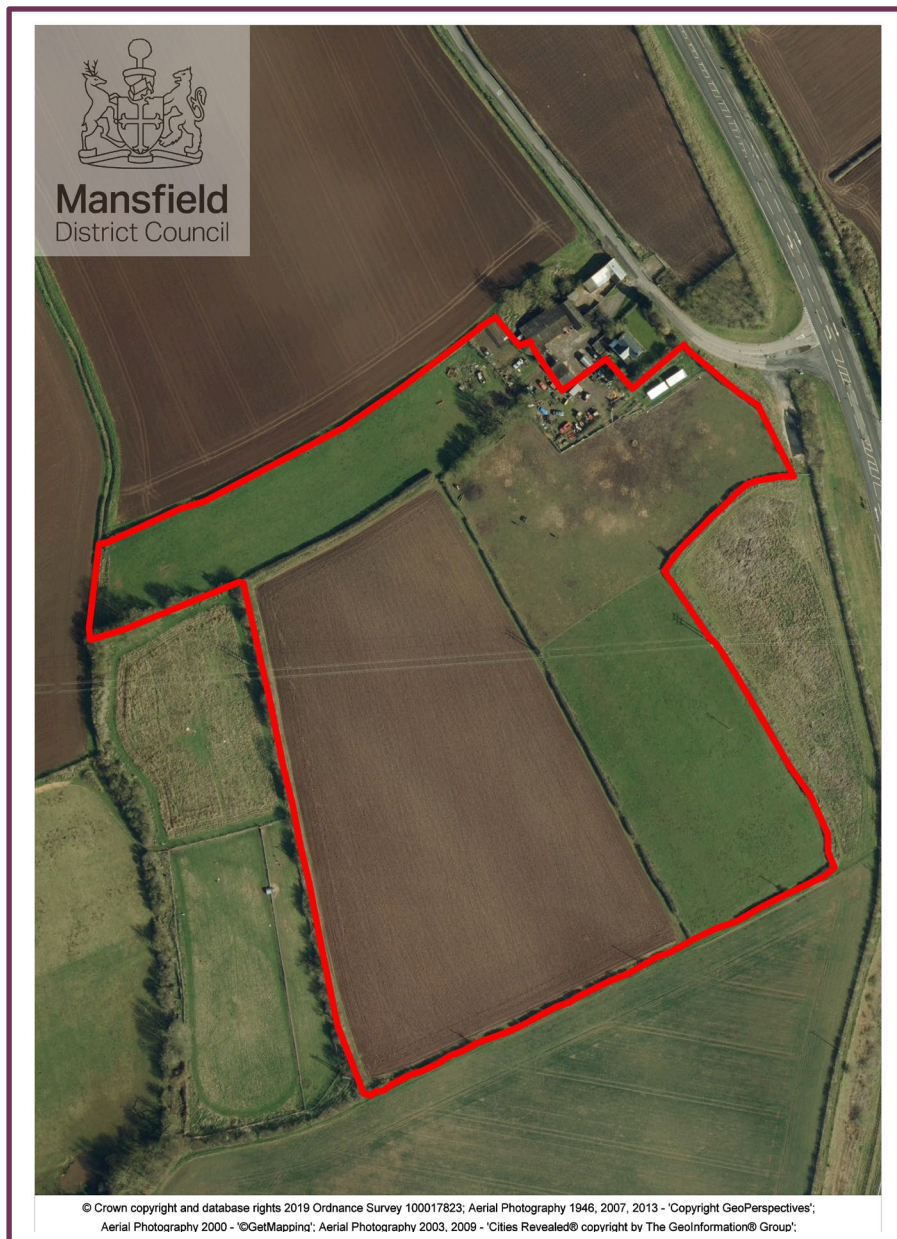 Mansfield
District Council
© Crown copyright and database rights 2019 Ordnance Survey 100017823; Aerial Photography 1946, 2007, 2013 - 'Copyright GeoPerspectives';
Aerial Photography 2000 - '©GetMapping'; Aerial Photography 2003, 2009 - 'Cities Revealed® copyright by The GeoInformation® Group';